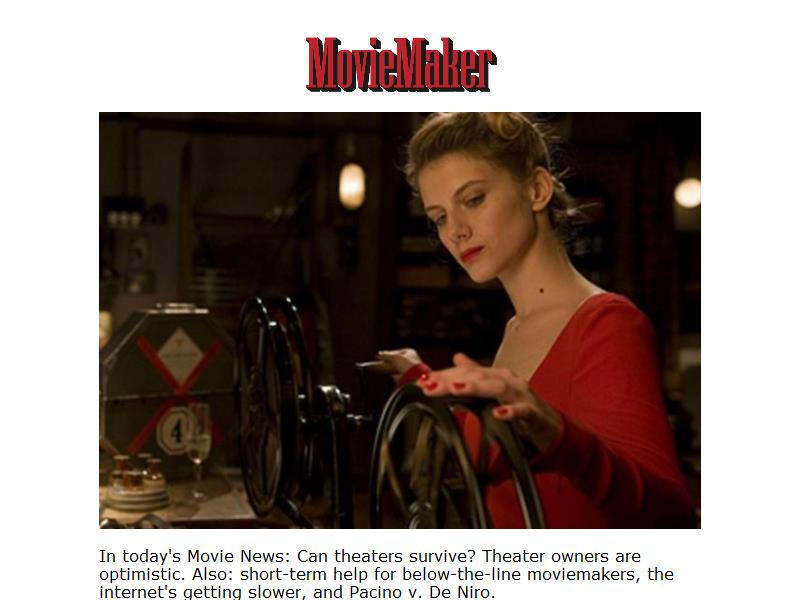 MovieMaker
4
In today's Movie News: Can theaters survive? Theater owners are
optimistic. Also: short-term help for below-the-line moviemakers, the
internet's getting slower, and Pacino v. De Niro.